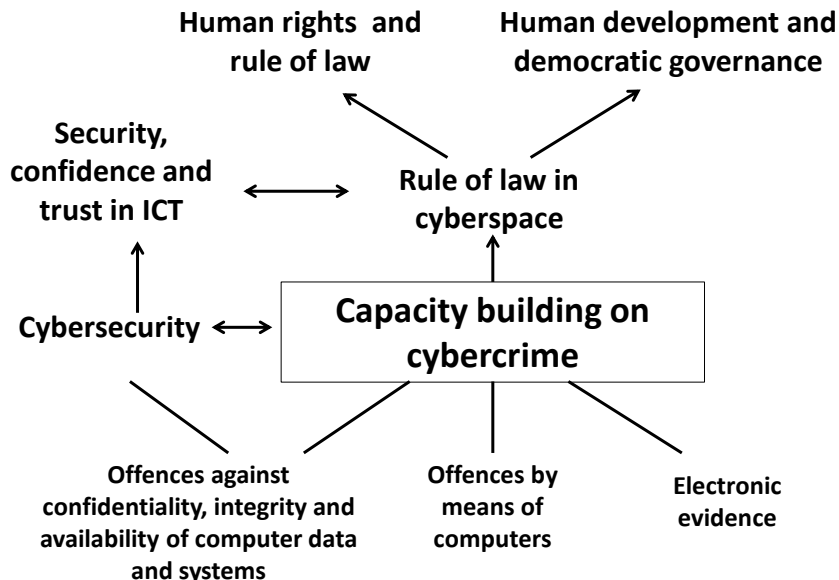 Human rights and
rule of law
Human development and
democratic governance
Security,
confidence and
trust in ICT
Rule of law in
cyberspace
Cybersecurity
Capacity building on
cybercrime
Offences against
confidentiality, integrity and
availability of computer data
and systems
Offences by
means of
computers
Electronic
evidence